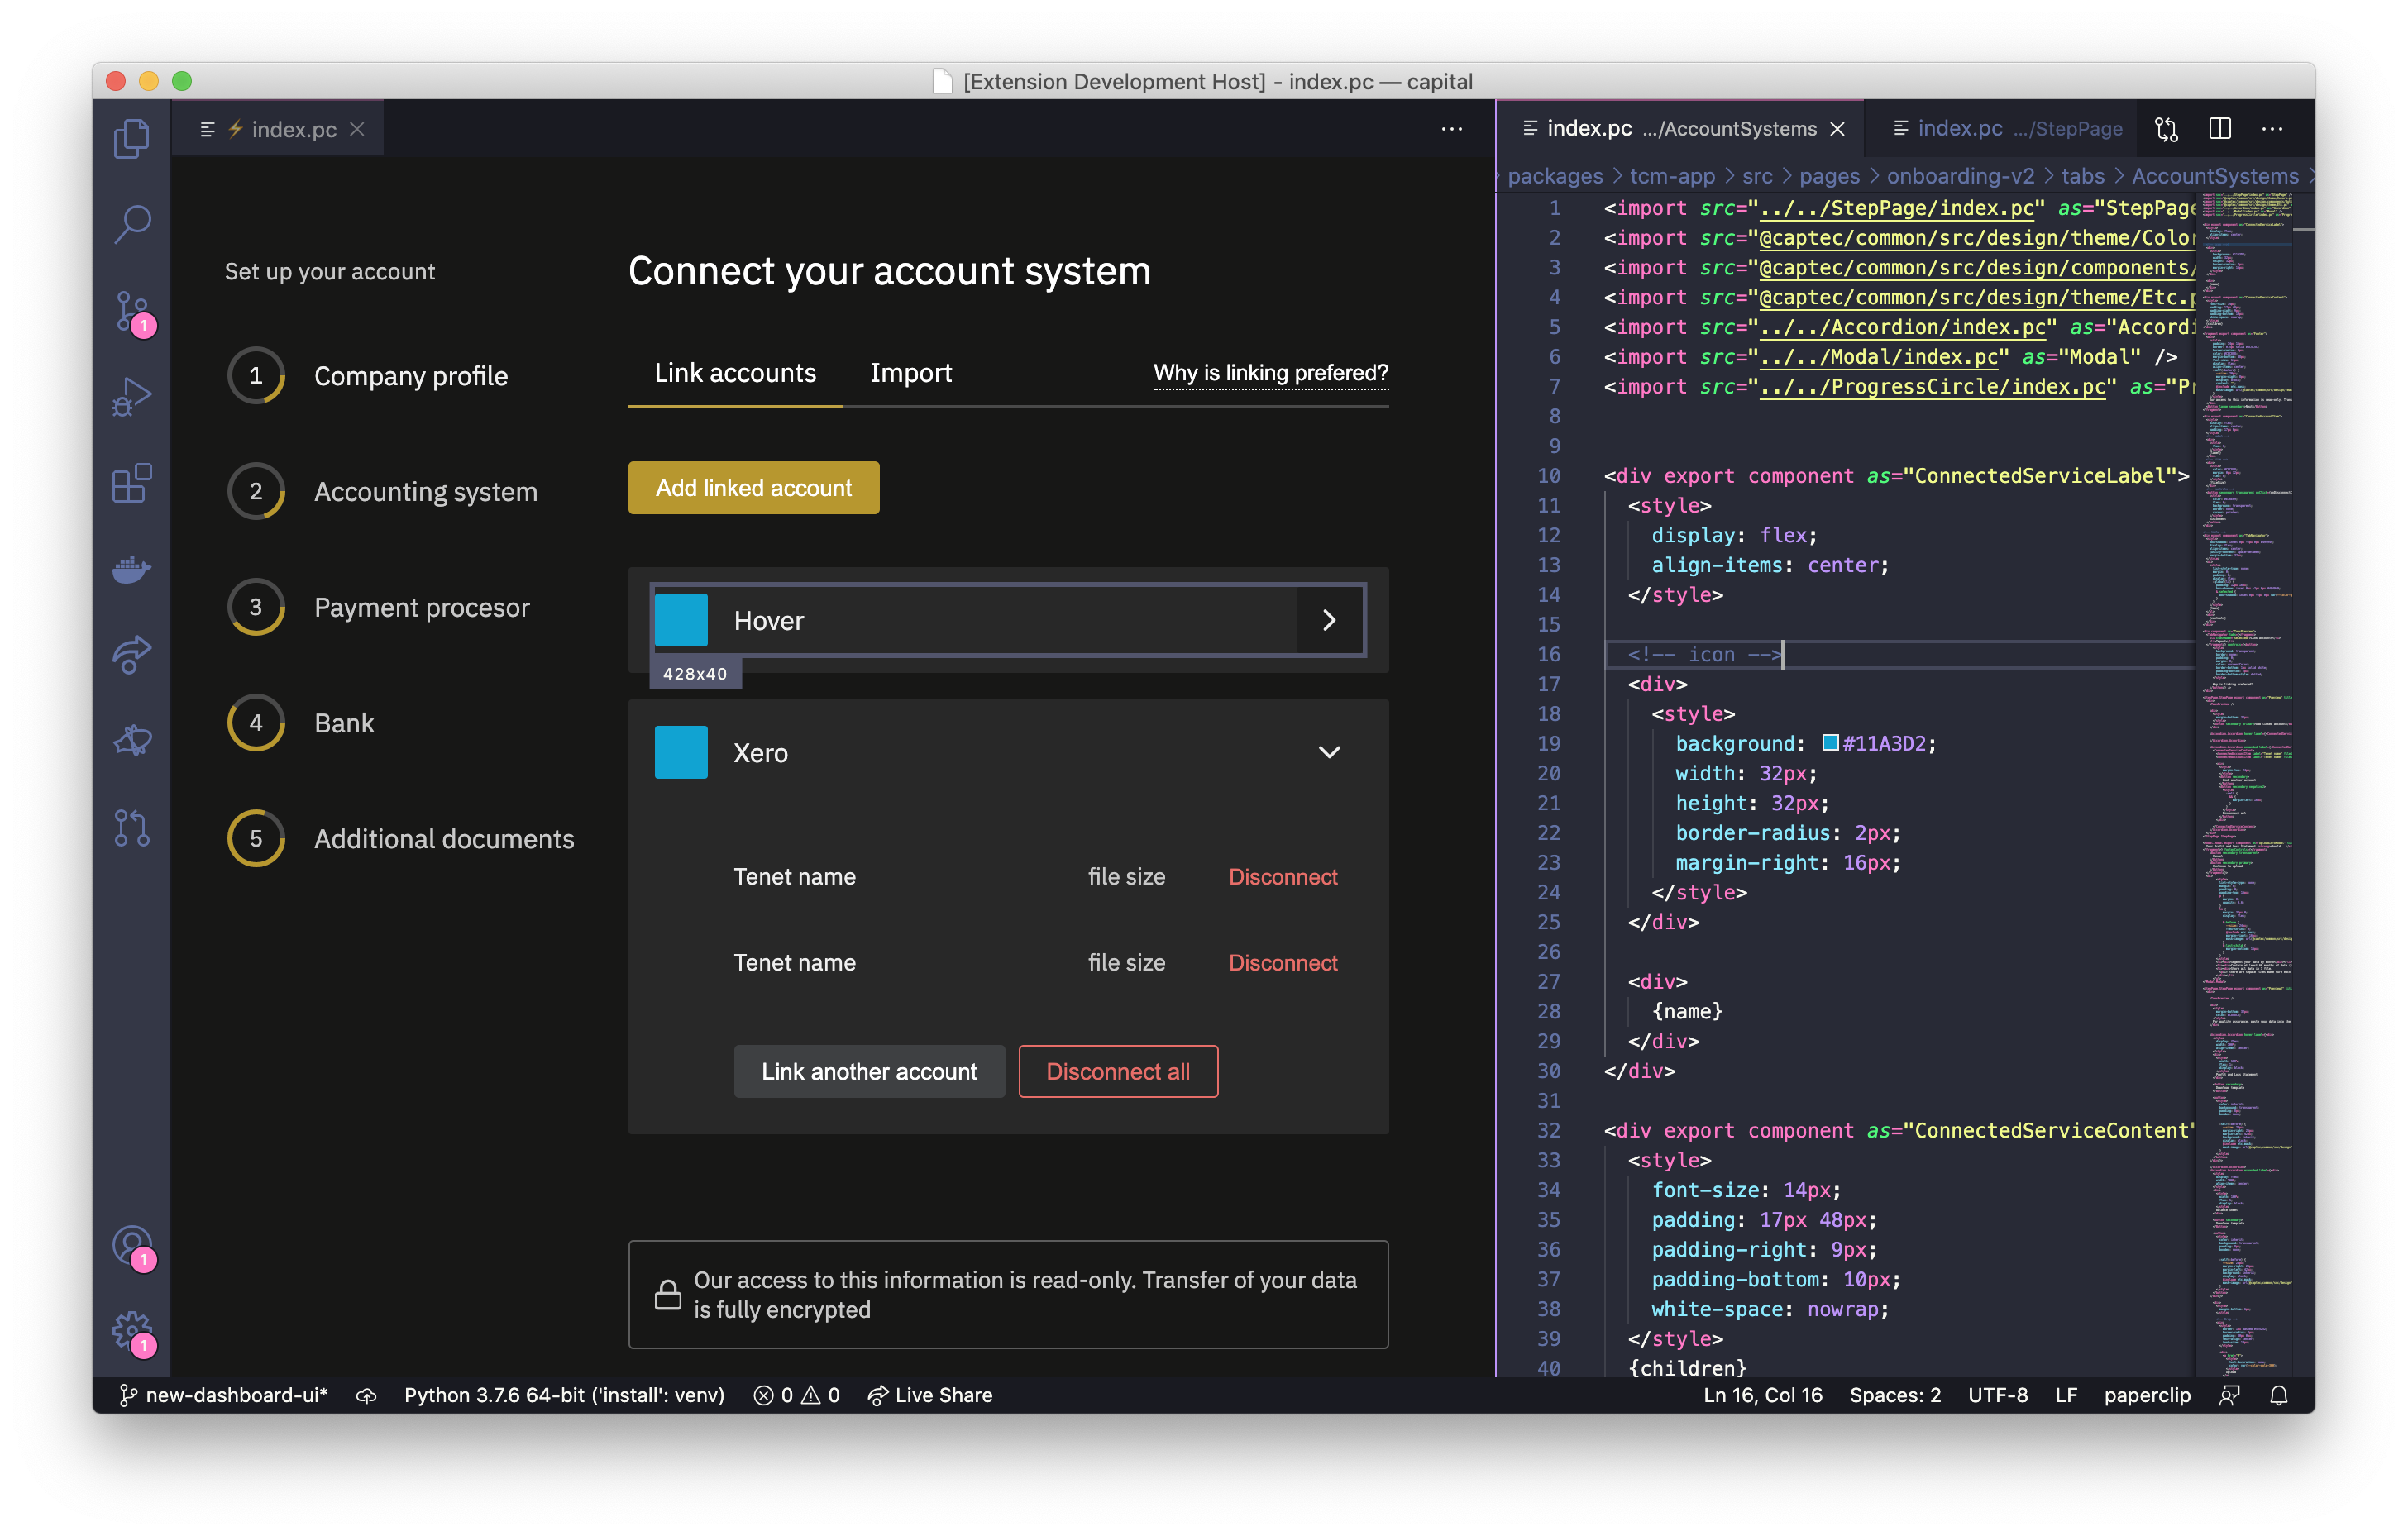 [Extension Development Host] - index.pc — capital
index.pc
Set up your account
1 Company profile
2 Accounting system
3 Payment procesor
4 Bank
5 Additional documents
Connect your account system
Link accounts Import Why is linking prefered?
Add linked account
Hover
428x40
Xero
Tenet name file size Disconnect
Tenet name file size Disconnect
Link another account Disconnect all
Our access to this information is read-only. Transfer of your data
is fully encrypted
1
1
1
index.pc .../AccountSystems index.pc .../StepPage
packages > tcm-app > src > pages > onboarding-v2 > tabs > AccountSystems >
1 <import src="../../StepPage/index.pc" as="StepPage
2 <import src="@captec/common/src/design/theme/Color
3 <import src="@captec/common/src/design/components/
4 <import src="@captec/common/src/design/theme/Etc.p
5 <import src="../../Accordion/index.pc" as="Accordi
6 <import src="../../Modal/index.pc" as="Modal" />
7 <import src="../../ProgressCircle/index.pc" as="Pr
8
9
10 <div export component as="ConnectedServiceLabel">
11 <style>
12 display: flex;
13 align-items: center;
14 </style>
15
16 <!-- icon -->
17 <div>
18 <style>
19 background: #11A3D2;
20 width: 32px;
21 height: 32px;
22 border-radius: 2px;
23 margin-right: 16px;
24 </style>
25 </div>
26
27 <div>
28 {name}
29 </div>
30 </div>
31
32 <div export component as="ConnectedServiceContent"
33 <style>
34 font-size: 14px;
35 padding: 17px 48px;
36 padding-right: 9px;
37 padding-bottom: 10px;
38 white-space: nowrap;
39 </style>
40 {children}
new-dashboard-ui* Python 3.7.6 64-bit ('install': venv) 0 0 Live Share Ln 16, Col 16 Spaces: 2 UTF-8 LF paperclip